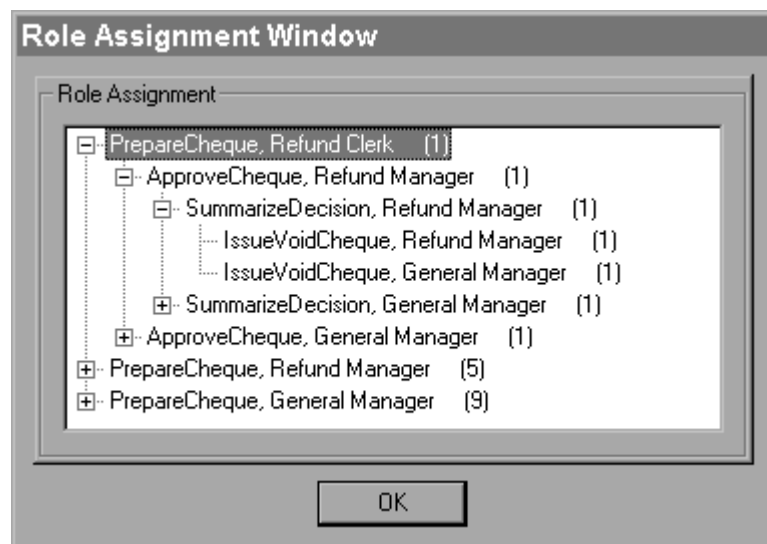 Role Assignment Window
Role Assignment
PrepareCheque, Refund Clerk (1)
ApproveCheque, Refund Manager (1)
SummarizeDecision, Refund Manager (1)
IssueVoidCheque, Refund Manager (1)
IssueVoidCheque, General Manager (1)
SummarizeDecision, General Manager (1)
ApproveCheque, General Manager (1)
PrepareCheque, Refund Manager (5)
PrepareCheque, General Manager (9)
OK